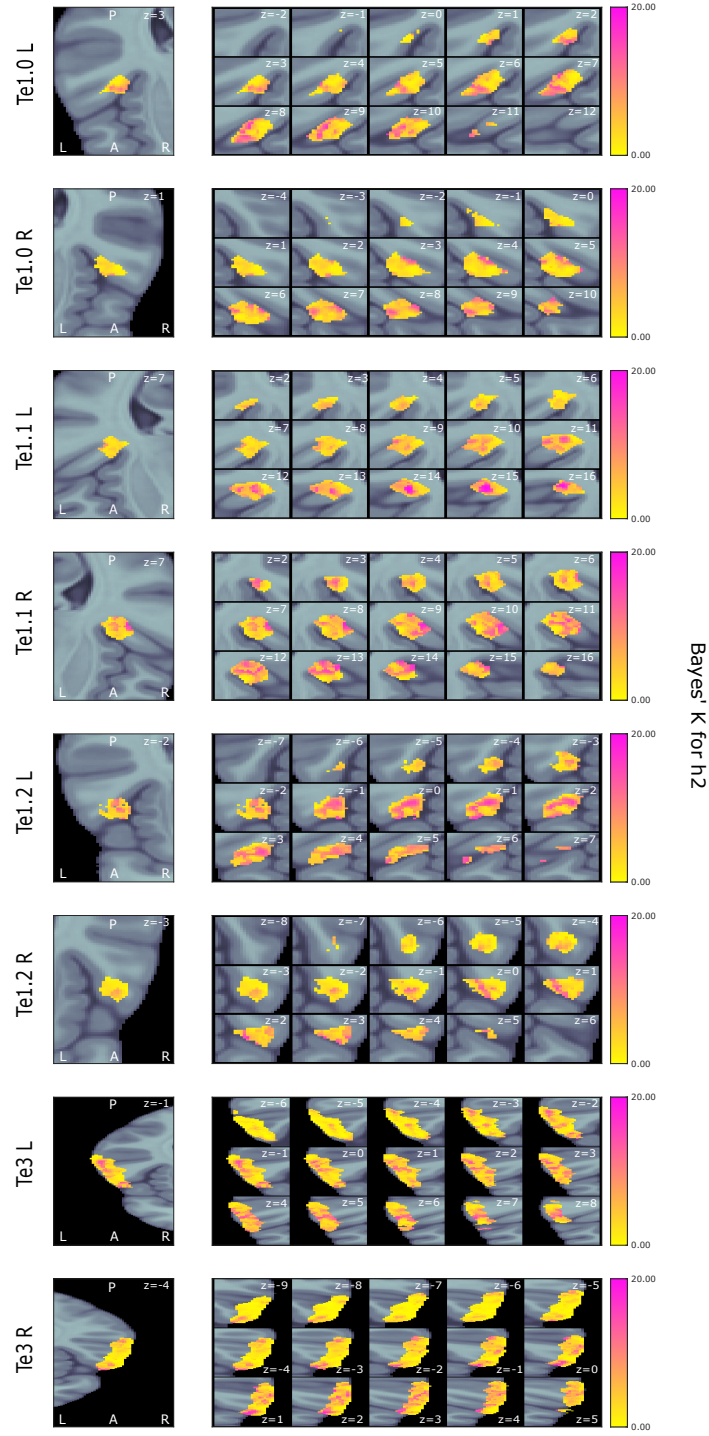 Te1.0 L
P
z=3
L A R
z=-2 z=-1 z=0 z=1 z=2
z=3 z=4 z=5 z=6 z=7
z=8 z=9 z=10 z=11 z=12
20.00
0.00
Te1.0 R
P
z=1
L A R
z=-4 z=-3 z=-2 z=-1 z=0
z=1 z=2 z=3 z=4 z=5
z=6 z=7 z=8 z=9 z=10
20.00
0.00
Te1.1 L
P
z=7
L A R
z=2 z=3 z=4 z=5 z=6
z=7 z=8 z=9 z=10 z=11
z=12 z=13 z=14 z=15 z=16
20.00
0.00
Te1.1 R
P
z=7
L A R
z=2 z=3 z=4 z=5 z=6
z=7 z=8 z=9 z=10 z=11
z=12 z=13 z=14 z=15 z=16
20.00
0.00
Te1.2 L
P
z=-2
L A R
z=-7 z=-6 z=-5 z=-4 z=-3
z=-2 z=-1 z=0 z=1 z=2
z=3 z=4 z=5 z=6 z=7
20.00
0.00
Te1.2 R
P
z=-3
L A R
z=-8 z=-7 z=-6 z=-5 z=-4
z=-3 z=-2 z=-1 z=0 z=1
z=2 z=3 z=4 z=5 z=6
20.00
0.00
Te3 L
P
z=-1
L A R
z=-6 z=-5 z=-4 z=-3 z=-2
z=-1 z=0 z=1 z=2 z=3
z=4 z=5 z=6 z=7 z=8
20.00
0.00
Te3 R
P
z=-4
L A R
z=-9 z=-8 z=-7 z=-6 z=-5
z=-4 z=-3 z=-2 z=-1 z=0
z=1 z=2 z=3 z=4 z=5
20.00
0.00
Bayes' K for h2